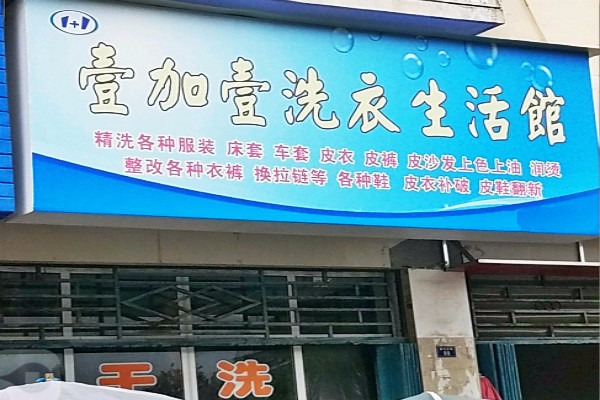 1+1
壹加壹洗衣生活館
精洗各种服装 床套 车套 皮衣 皮裤 皮沙发上色上油 润烫
整改各种衣裤 换拉链等 各种鞋 皮衣补破 皮鞋翻新
干洗